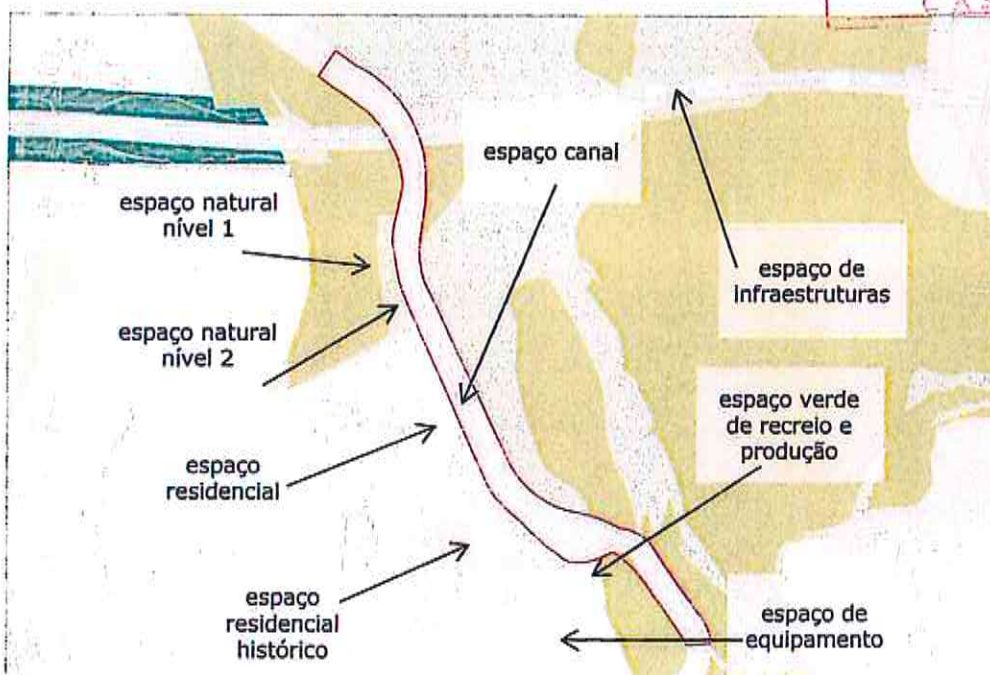 espaço canal
espaço natural
nível 1
espaço de
infraestruturas
espaço natural
nível 2
espaço verde
de recreio e
produção
espaço
residencial
espaço
residencial
histórico
espaço de
equipamento